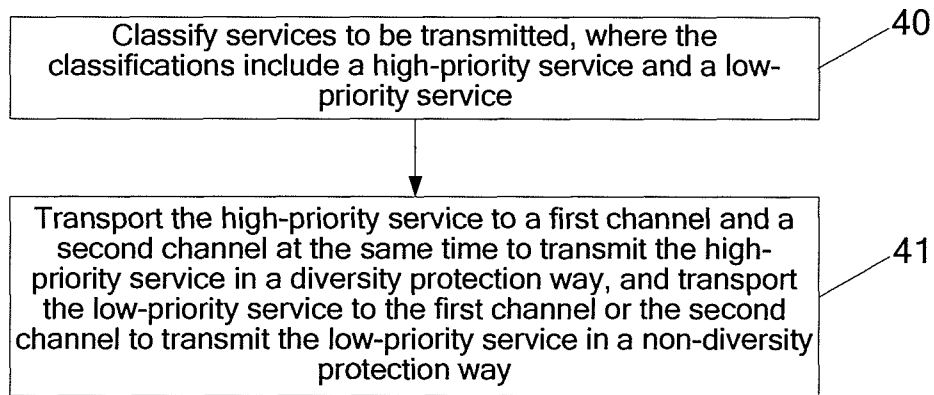 Classify services to be transmitted, where the
classifications include a high-priority service and a low-
priority service
40
Transport the high-priority service to a first channel and a
second channel at the same time to transmit the high-
priority service in a diversity protection way, and transport
the low-priority service to the first channel or the second
channel to transmit the low-priority service in a non-diversity
protection way
41